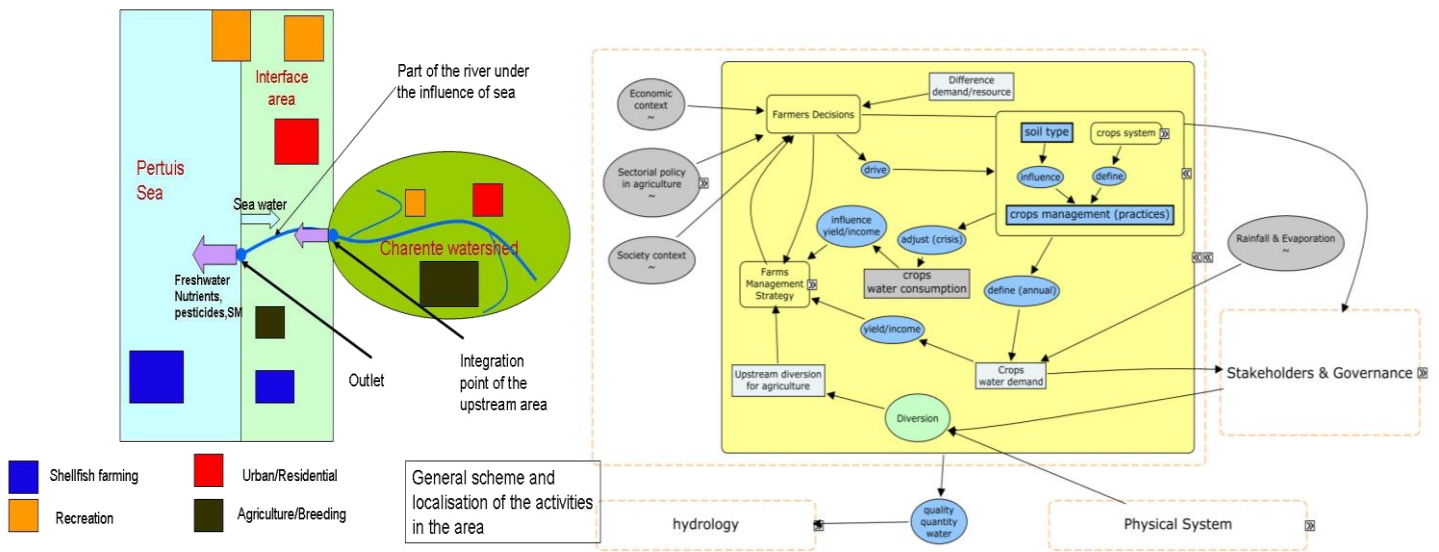 Interface
area
Part of the river under
the influence of sea
Pertuis
Sea
Sea water
Charente watershed
Freshwater
Nutrients,
pesticides,SM
Outlet
Integration
point of the
upstream area
Shellfish farming
Urban/Residential
Recreation
Agriculture/Breeding
General scheme and
localisation of the activities
in the area
Economic
context
~
Sectorial policy
in agriculture
~
Society context
~
Farmers Decisions
Difference
demand/resource
drive
soil type
crops system
influence
define
crops management (practices)
influence
yield/income
adjust (crisis)
crops
water consumption
define (annual)
Farms
Management
Strategy
yield/income
Upstream diversion
for agriculture
Crops
water demand
Diversion
Rainfall & Evaporation
~
Stakeholders & Governance
hydrology
quality
quantity
water
Physical System